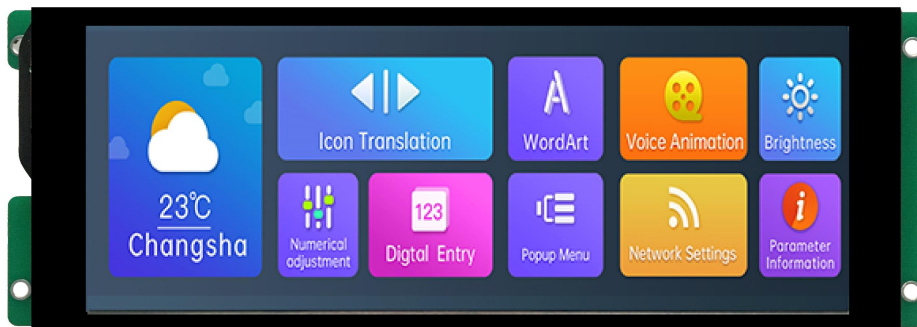 23℃
Changsha
Icon Translation
WordArt
Voice Animation
Brightness
Numerical
adjustment
123
Digtal Entry
Popup Menu
Network Settings
i
Parameter
Information